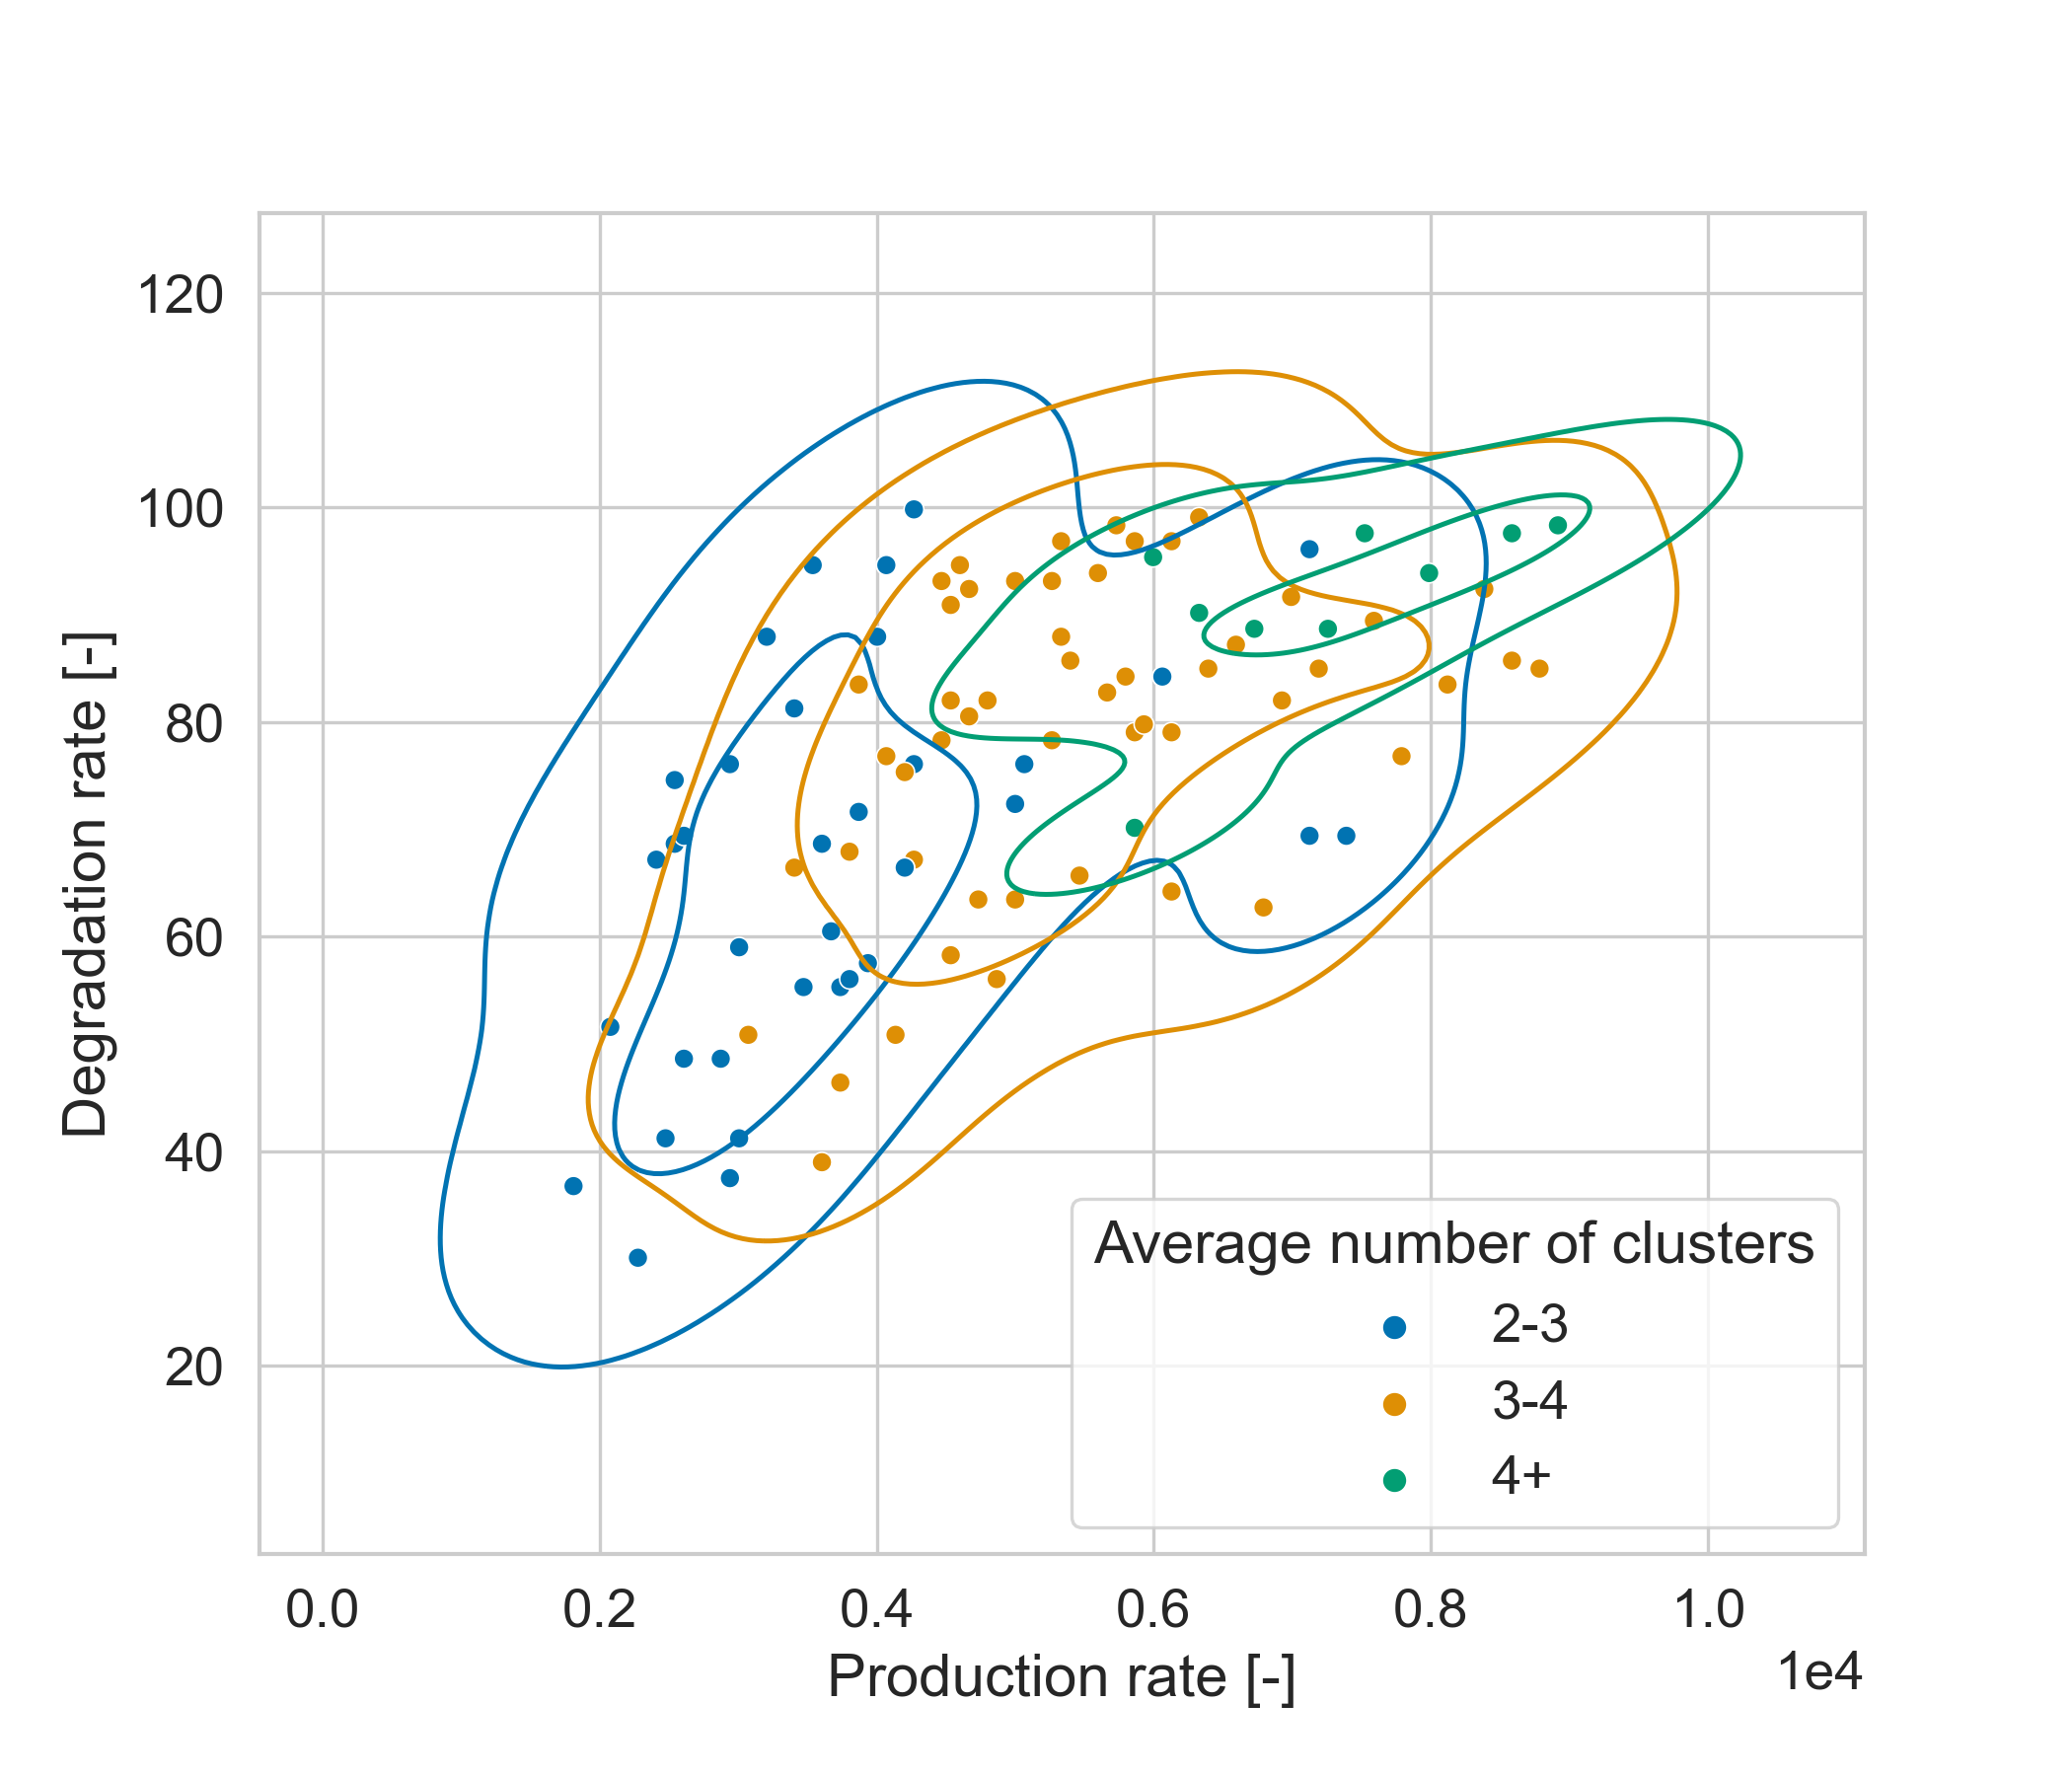 120
100
80
60
40
20
Degradation rate [-]
0.0 0.2 0.4 0.6 0.8 1.0
Production rate [-]
1e4
Average number of clusters
2-3
3-4
4+